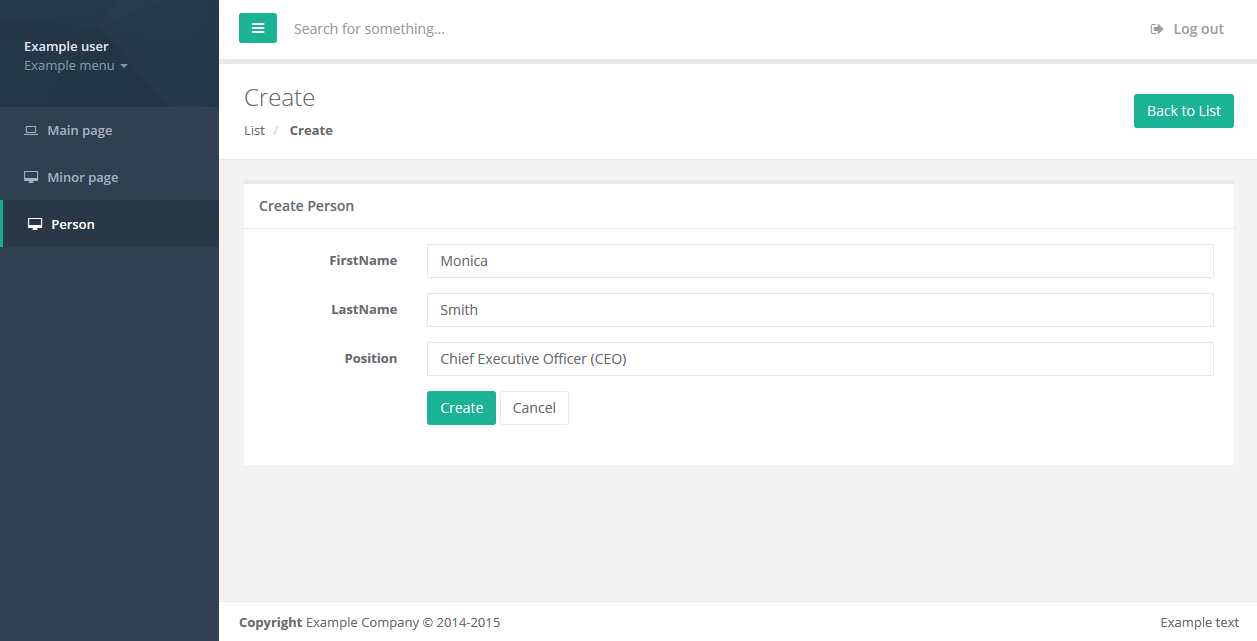 Example user
Example menu
Main page
Minor page
Person
Search for something...
Log out
Create
List / Create
Back to List
Create Person
FirstName Monica
LastName Smith
Position Chief Executive Officer (CEO)
Create Cancel
Copyright Example Company © 2014-2015
Example text